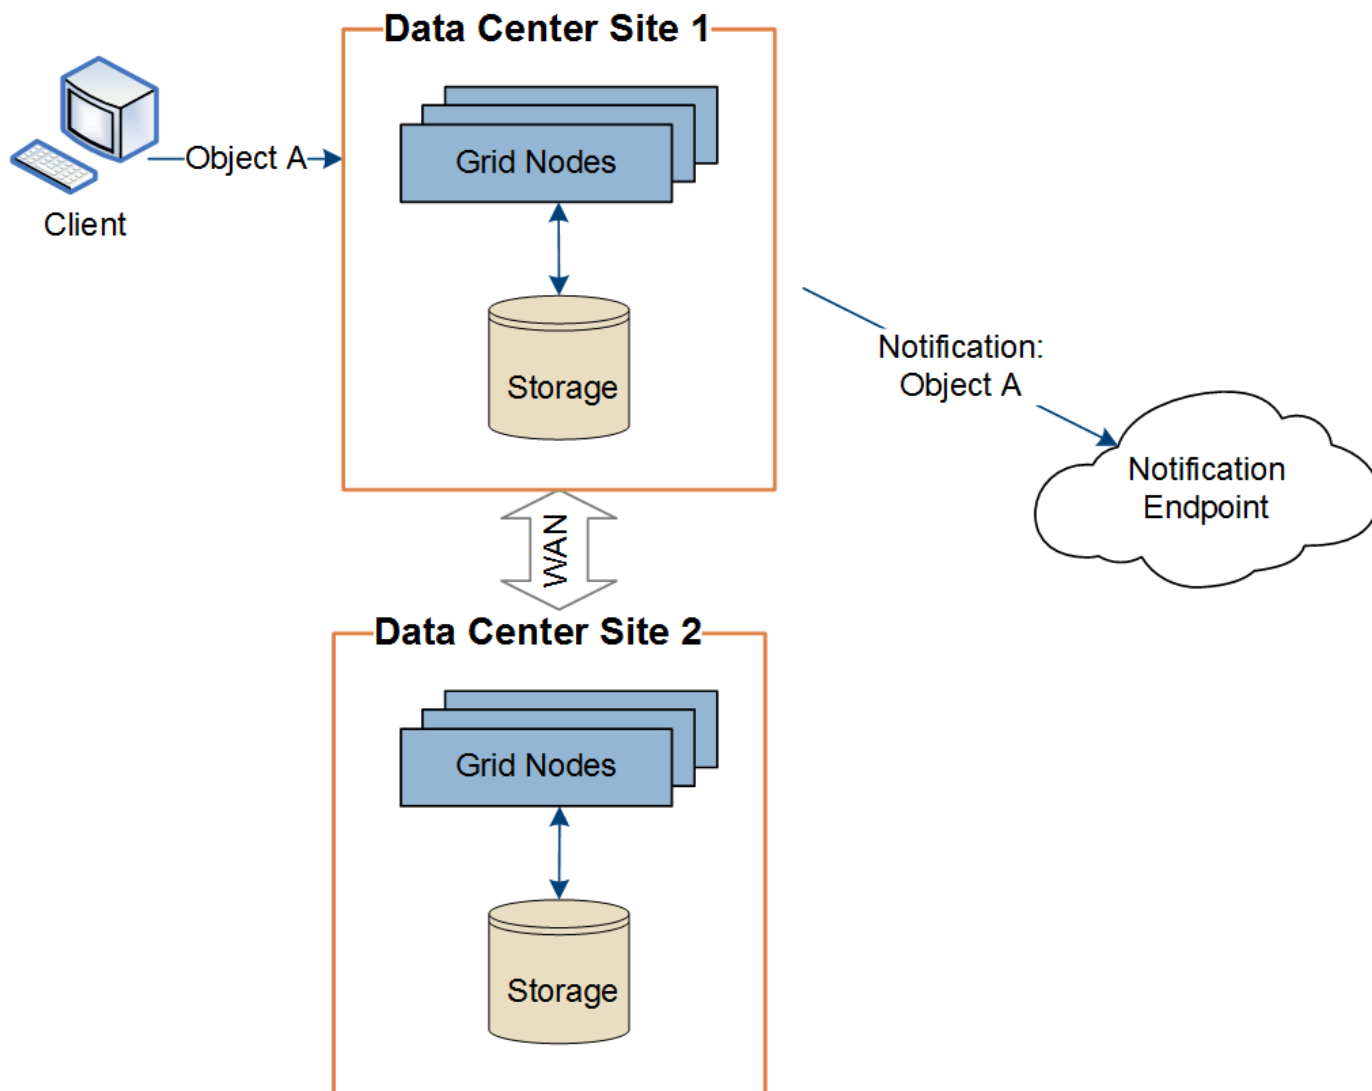 Data Center Site 1
Client
Object A
Grid Nodes
Storage
Notification:
Object A
Notification
Endpoint
WAN
Data Center Site 2
Grid Nodes
Storage